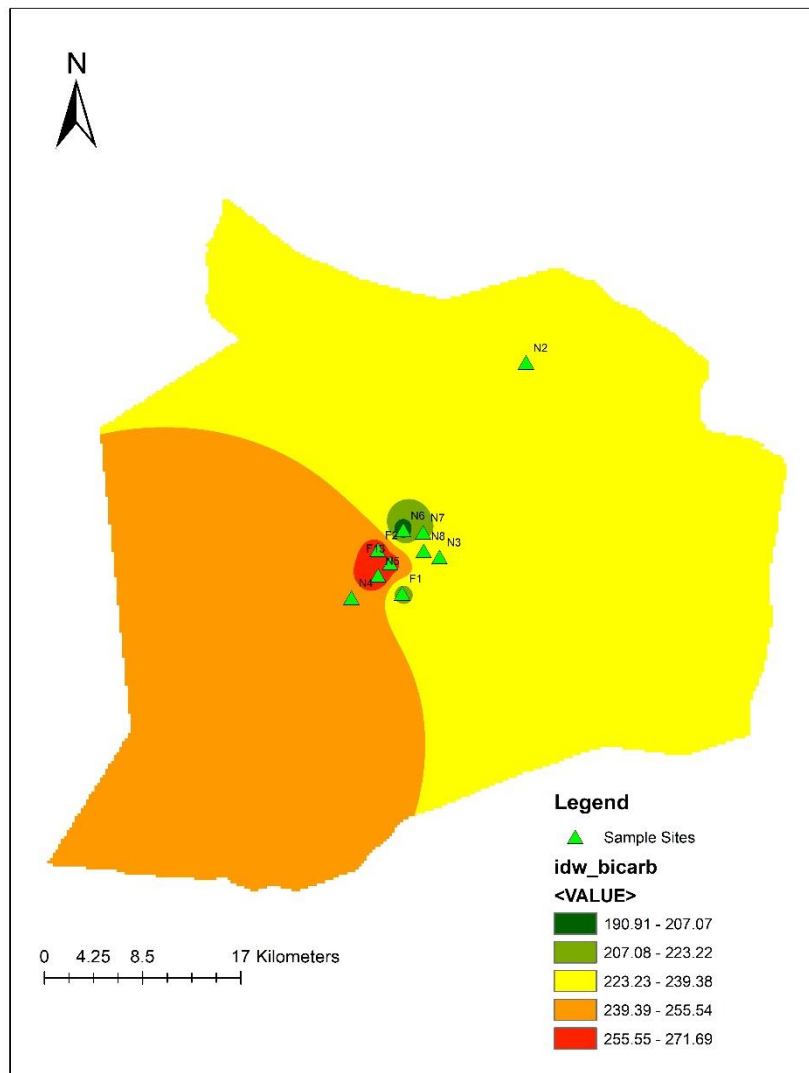 N
N2
N6
N7
F2
N8
N3
F13
N5
N4
F1
Legend
Sample Sites
idw_bicarb
<VALUE>
190.91 - 207.07
207.08 - 223.22
223.23 - 239.38
239.39 - 255.54
255.55 - 271.69
0 4.25 8.5 17 Kilometers